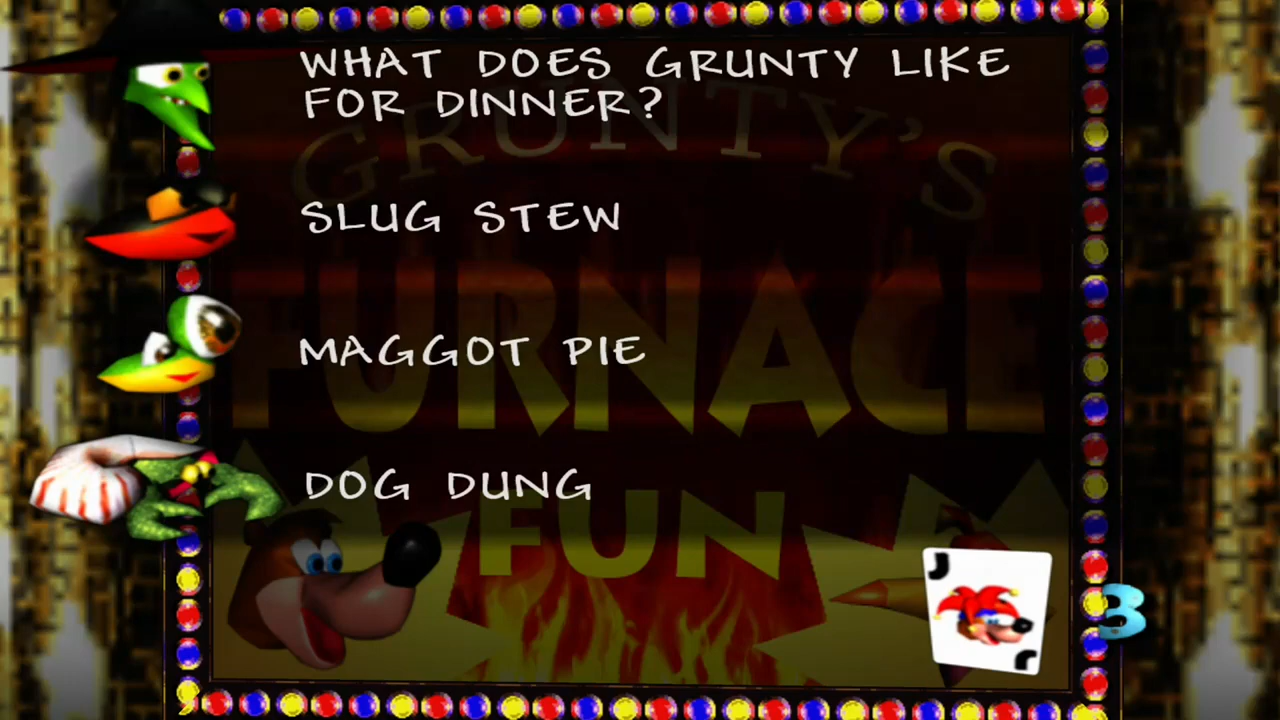 WHAT DOES GRUNTY LIKE
FOR DINNER?
GRUNTY'S
SLUG STEW
FURNACE
MAGGOT PIE
DOG DUNG
FUN
J
3
J